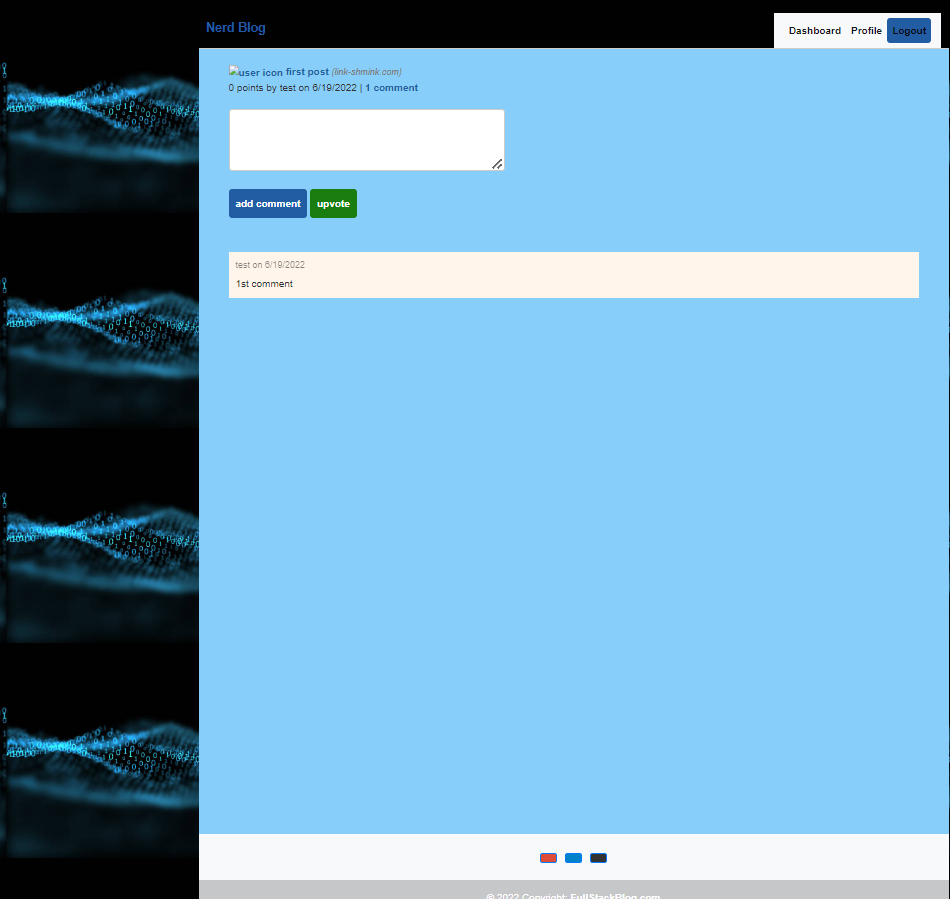 Nerd Blog
Dashboard Profile Logout
user icon first post (link-shmink.com)
0 points by test on 6/19/2022 | 1 comment
add comment upvote
test on 6/19/2022
1st comment
© 2022 Copyright: FullStackBlog.com